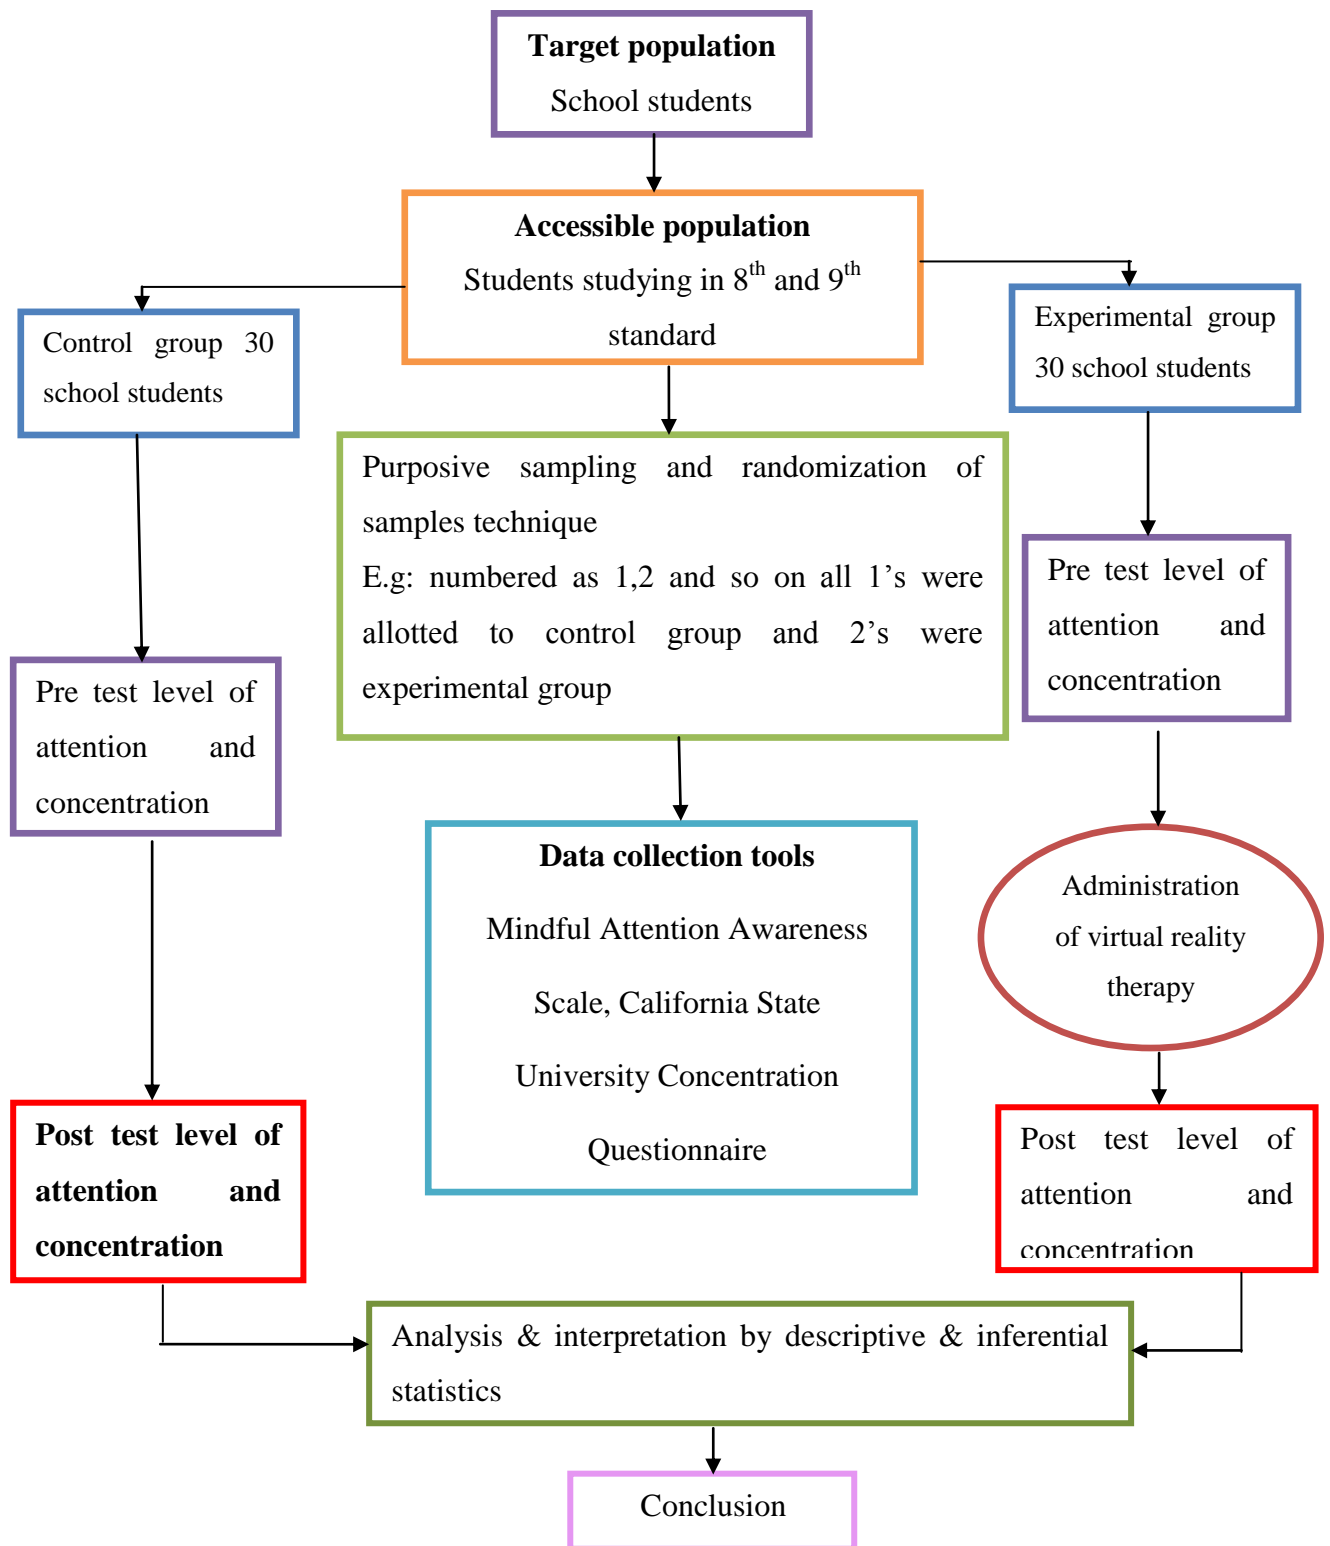 Target population
School students
Accessible population
Students studying in 8th and 9th
standard
Control group 30
school students
Experimental group
30 school students
Purposive sampling and randomization of
samples technique
E.g: numbered as 1,2 and so on all 1’s were
allotted to control group and 2’s were
experimental group
Pre test level of
attention and
concentration
Pre test level of
attention and
concentration
Data collection tools
Mindful Attention Awareness
Scale, California State
University Concentration
Questionnaire
Administration
of virtual reality
therapy
Post test level of
attention and
concentration
Post test level of
attention and
concentration
Analysis & interpretation by descriptive & inferential
statistics
Conclusion